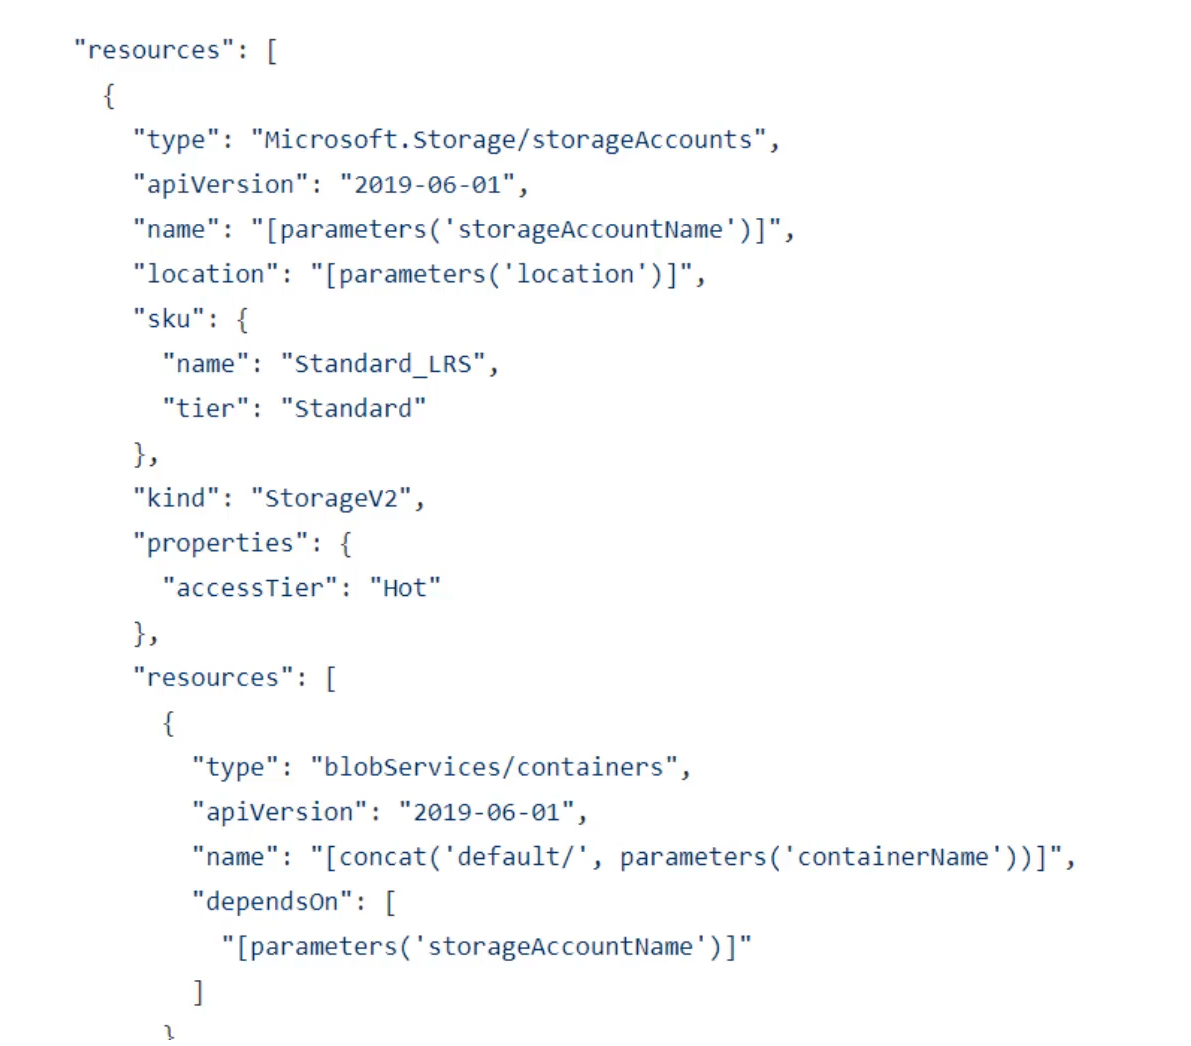 "resources": [
{
"type": "Microsoft.Storage/storageAccounts",
"apiVersion": "2019-06-01",
"name": "[parameters('storageAccountName')]",
"location": "[parameters('location')]",
"sku": {
"name": "Standard_LRS",
"tier": "Standard"
},
"kind": "StorageV2",
"properties": {
"accessTier": "Hot"
},
"resources": [
{
"type": "blobServices/containers",
"apiVersion": "2019-06-01",
"name": "[concat('default/', parameters('containerName'))]",
"dependsOn": [
"[parameters('storageAccountName')]"
]
}